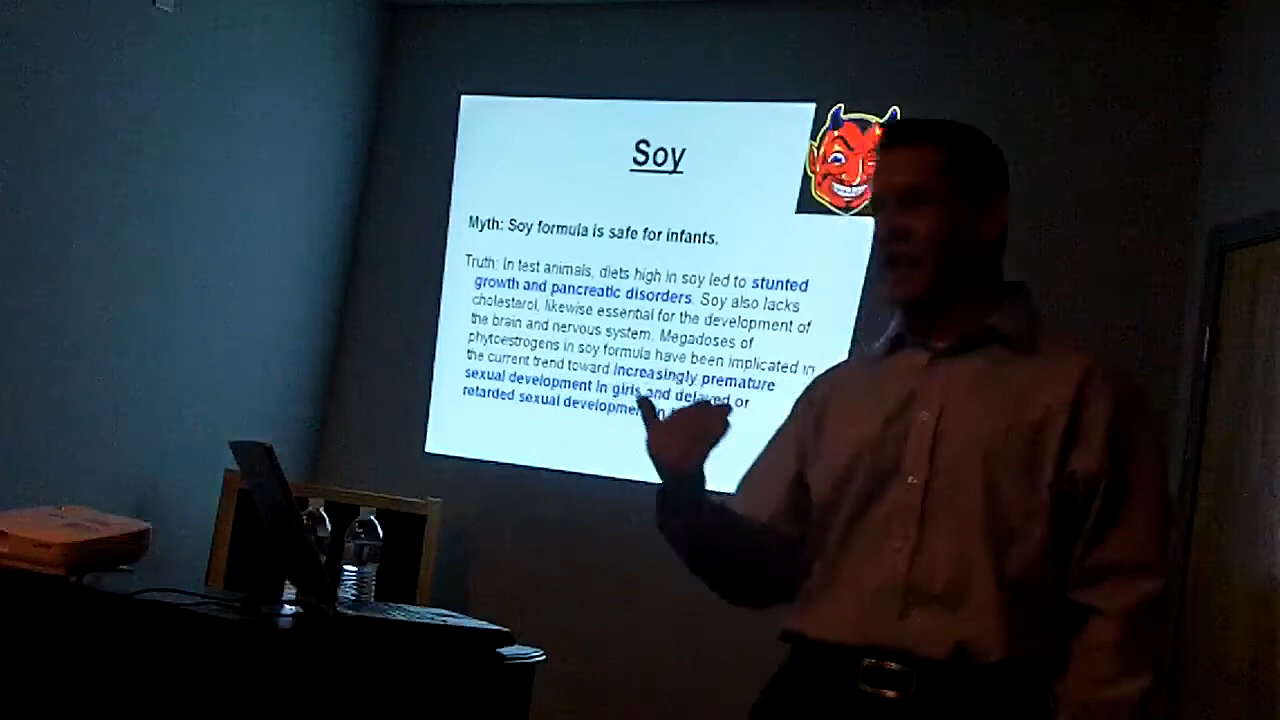 Soy
Myth: Soy formula is safe for infants.
Truth: In test animals, diets high in soy led to stunted
growth and pancreatic disorders. Soy also lacks
cholesterol, likewise essential for the development of
the brain and nervous system. Megadoses of
phytoestrogens in soy formula have been implicated in
the current trend toward increasingly premature
sexual development in girls and delayed or
retarded sexual development in